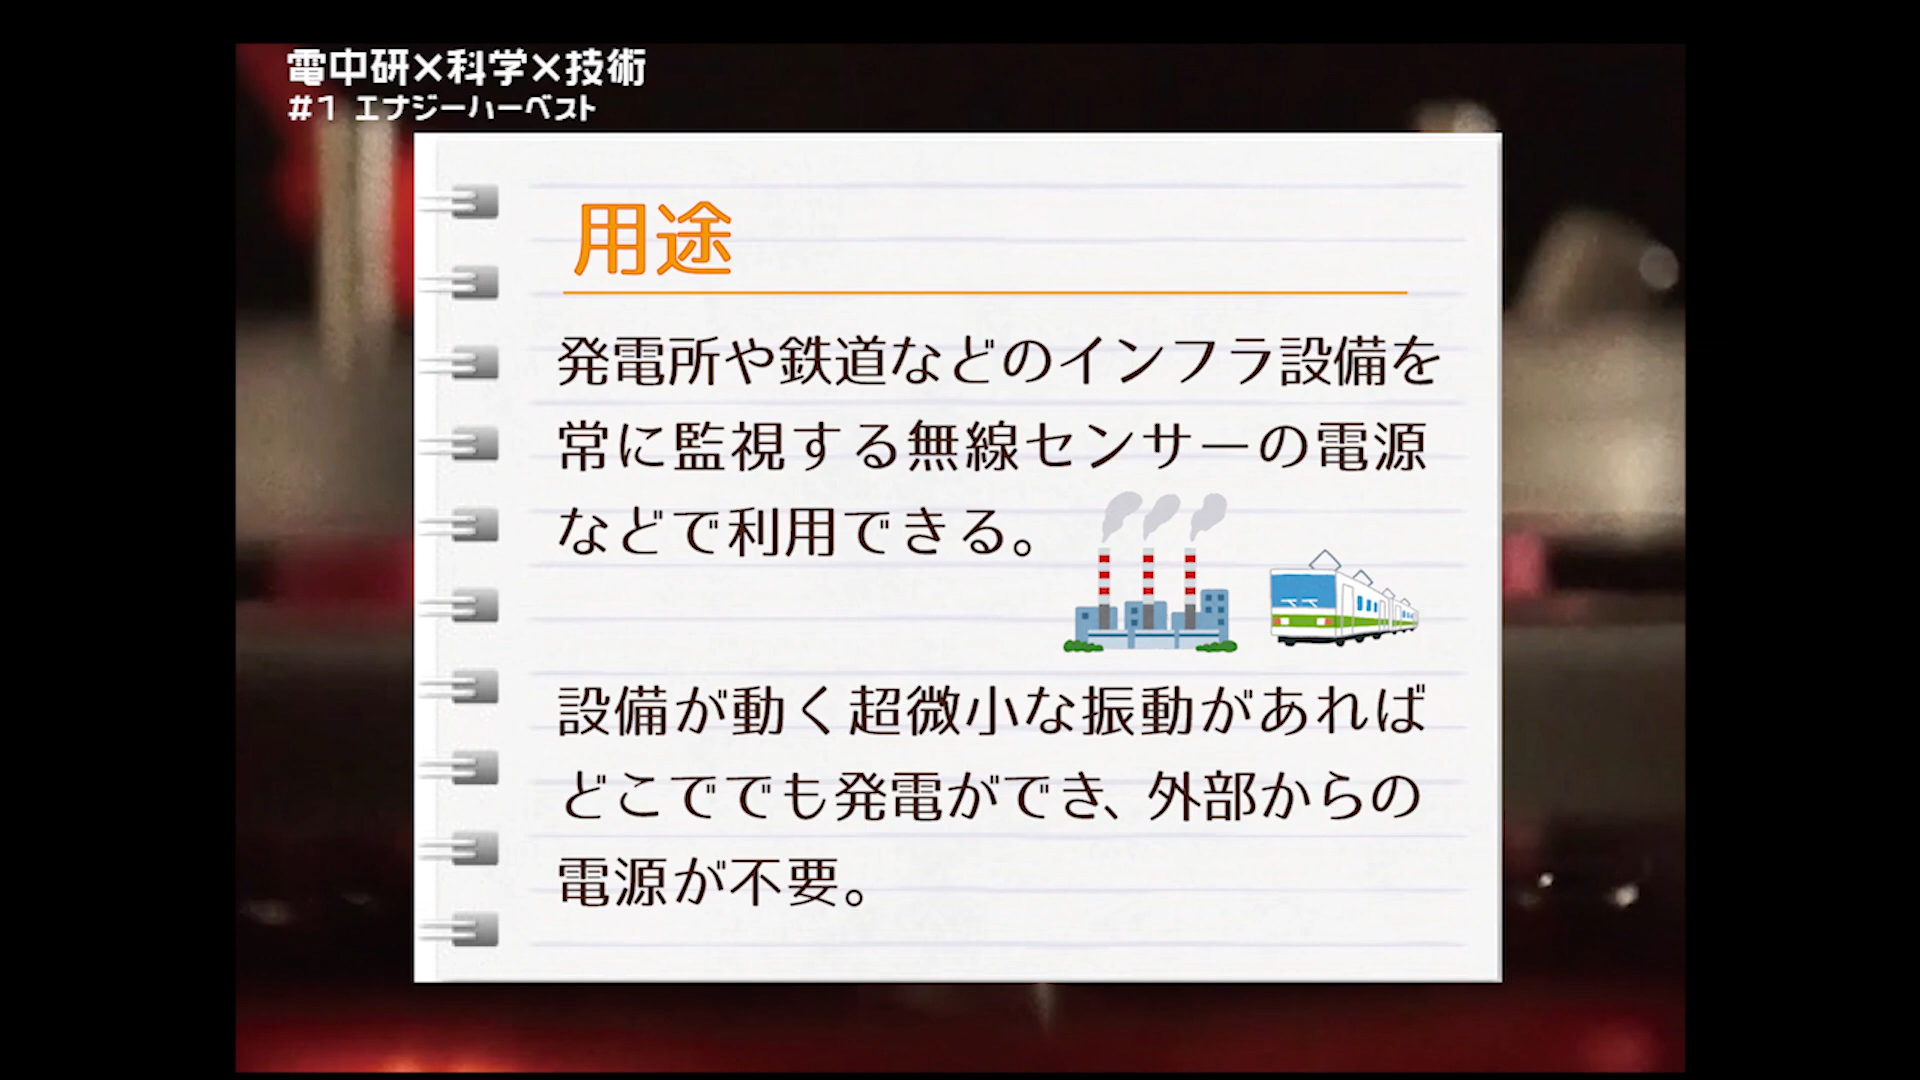 電中研×科学×技術
#1 エナジーハーベスト
用途
発電所や鉄道などのインフラ設備を
常に監視する無線センサーの電源
などで利用できる。
設備が動く超微小な振動があれば
どこででも発電ができ、外部からの
電源が不要。